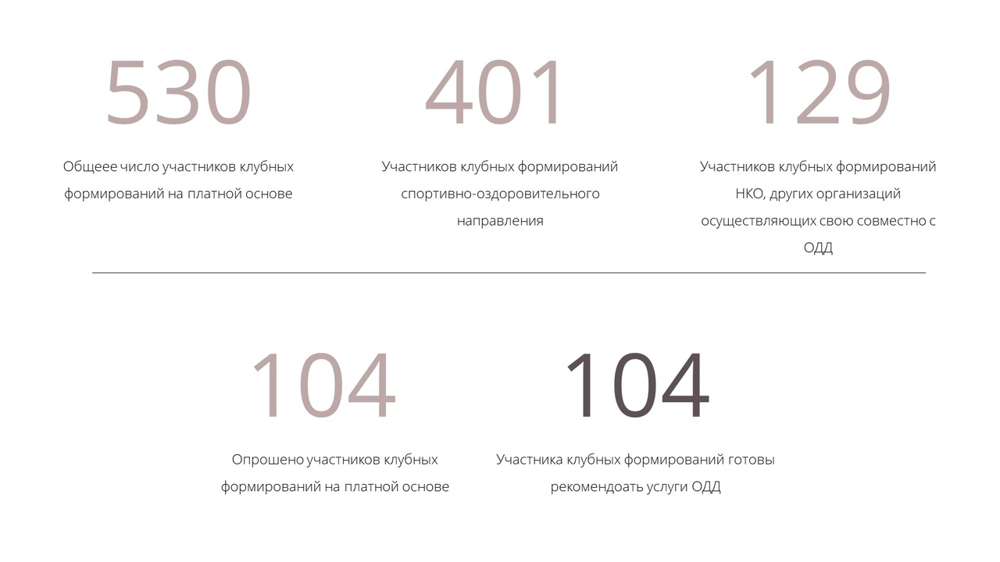 530
Общеее число участников клубных
формирований на платной основе
401
Участников клубных формирований
спортивно-оздоровительного
направления
129
Участников клубных формирований
НКО, других организаций
осуществляющих свою совместно с
ОДД
104
Опрошено участников клубных
формирований на платной основе
104
Участника клубных формирований готовы
рекомендоать услуги ОДД